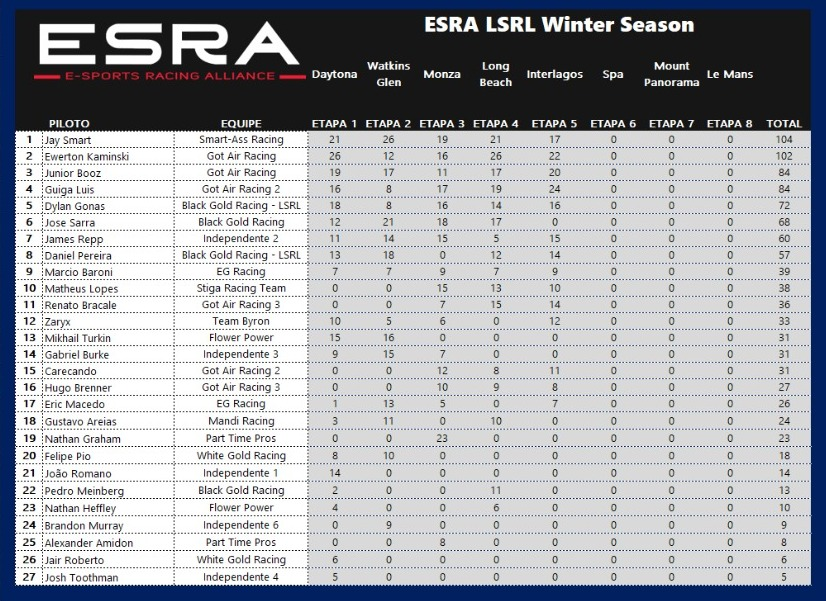 ESRA LSRL Winter Season
ESRA
E-SPORTS RACING ALLIANCE
Daytona Watkins Glen Monza Long Beach Interlagos Spa Mount Panorama Le Mans
PILOTO EQUIPE ETAPA 1 ETAPA 2 ETAPA 3 ETAPA 4 ETAPA 5 ETAPA 6 ETAPA 7 ETAPA 8 TOTAL
1 Jay Smart Smart-Ass Racing 21 26 19 21 17 0 0 0 104
2 Ewerton Kaminski Got Air Racing 26 12 16 26 22 0 0 0 102
3 Junior Booz Got Air Racing 19 17 11 17 20 0 0 0 84
4 Guiga Luis Got Air Racing 2 16 8 17 19 24 0 0 0 84
5 Dylan Gonas Black Gold Racing - LSRL 18 8 16 14 16 0 0 0 72
6 Jose Sarra Black Gold Racing 12 21 18 17 0 0 0 0 68
7 James Repp Independente 2 11 14 15 5 15 0 0 0 60
8 Daniel Pereira Black Gold Racing - LSRL 13 18 0 12 14 0 0 0 57
9 Marcio Baroni EG Racing 7 7 9 7 9 0 0 0 39
10 Matheus Lopes Stiga Racing Team 0 0 15 13 10 0 0 0 38
11 Renato Bracale Got Air Racing 3 0 0 7 15 14 0 0 0 36
12 Zaryx Team Byron 10 5 6 0 12 0 0 0 33
13 Mikhail Turkin Flower Power 15 16 0 0 0 0 0 0 31
14 Gabriel Burke Independente 3 9 15 7 0 0 0 0 0 31
15 Carecando Got Air Racing 2 0 0 12 8 11 0 0 0 31
16 Hugo Brenner Got Air Racing 3 0 0 10 9 8 0 0 0 27
17 Eric Macedo EG Racing 1 13 5 0 7 0 0 0 26
18 Gustavo Areias Mandi Racing 3 11 0 10 0 0 0 0 24
19 Nathan Graham Part Time Pros 0 0 23 0 0 0 0 0 23
20 Felipe Pio White Gold Racing 8 10 0 0 0 0 0 0 18
21 João Romano Independente 1 14 0 0 0 0 0 0 0 14
22 Pedro Meinberg Black Gold Racing 2 0 0 11 0 0 0 0 13
23 Nathan Heffley Flower Power 4 0 0 6 0 0 0 0 10
24 Brandon Murray Independente 6 0 9 0 0 0 0 0 0 9
25 Alexander Amidon Part Time Pros 0 0 8 0 0 0 0 0 8
26 Jair Roberto White Gold Racing 6 0 0 0 0 0 0 0 6
27 Josh Toothman Independente 4 5 0 0 0 0 0 0 0 5